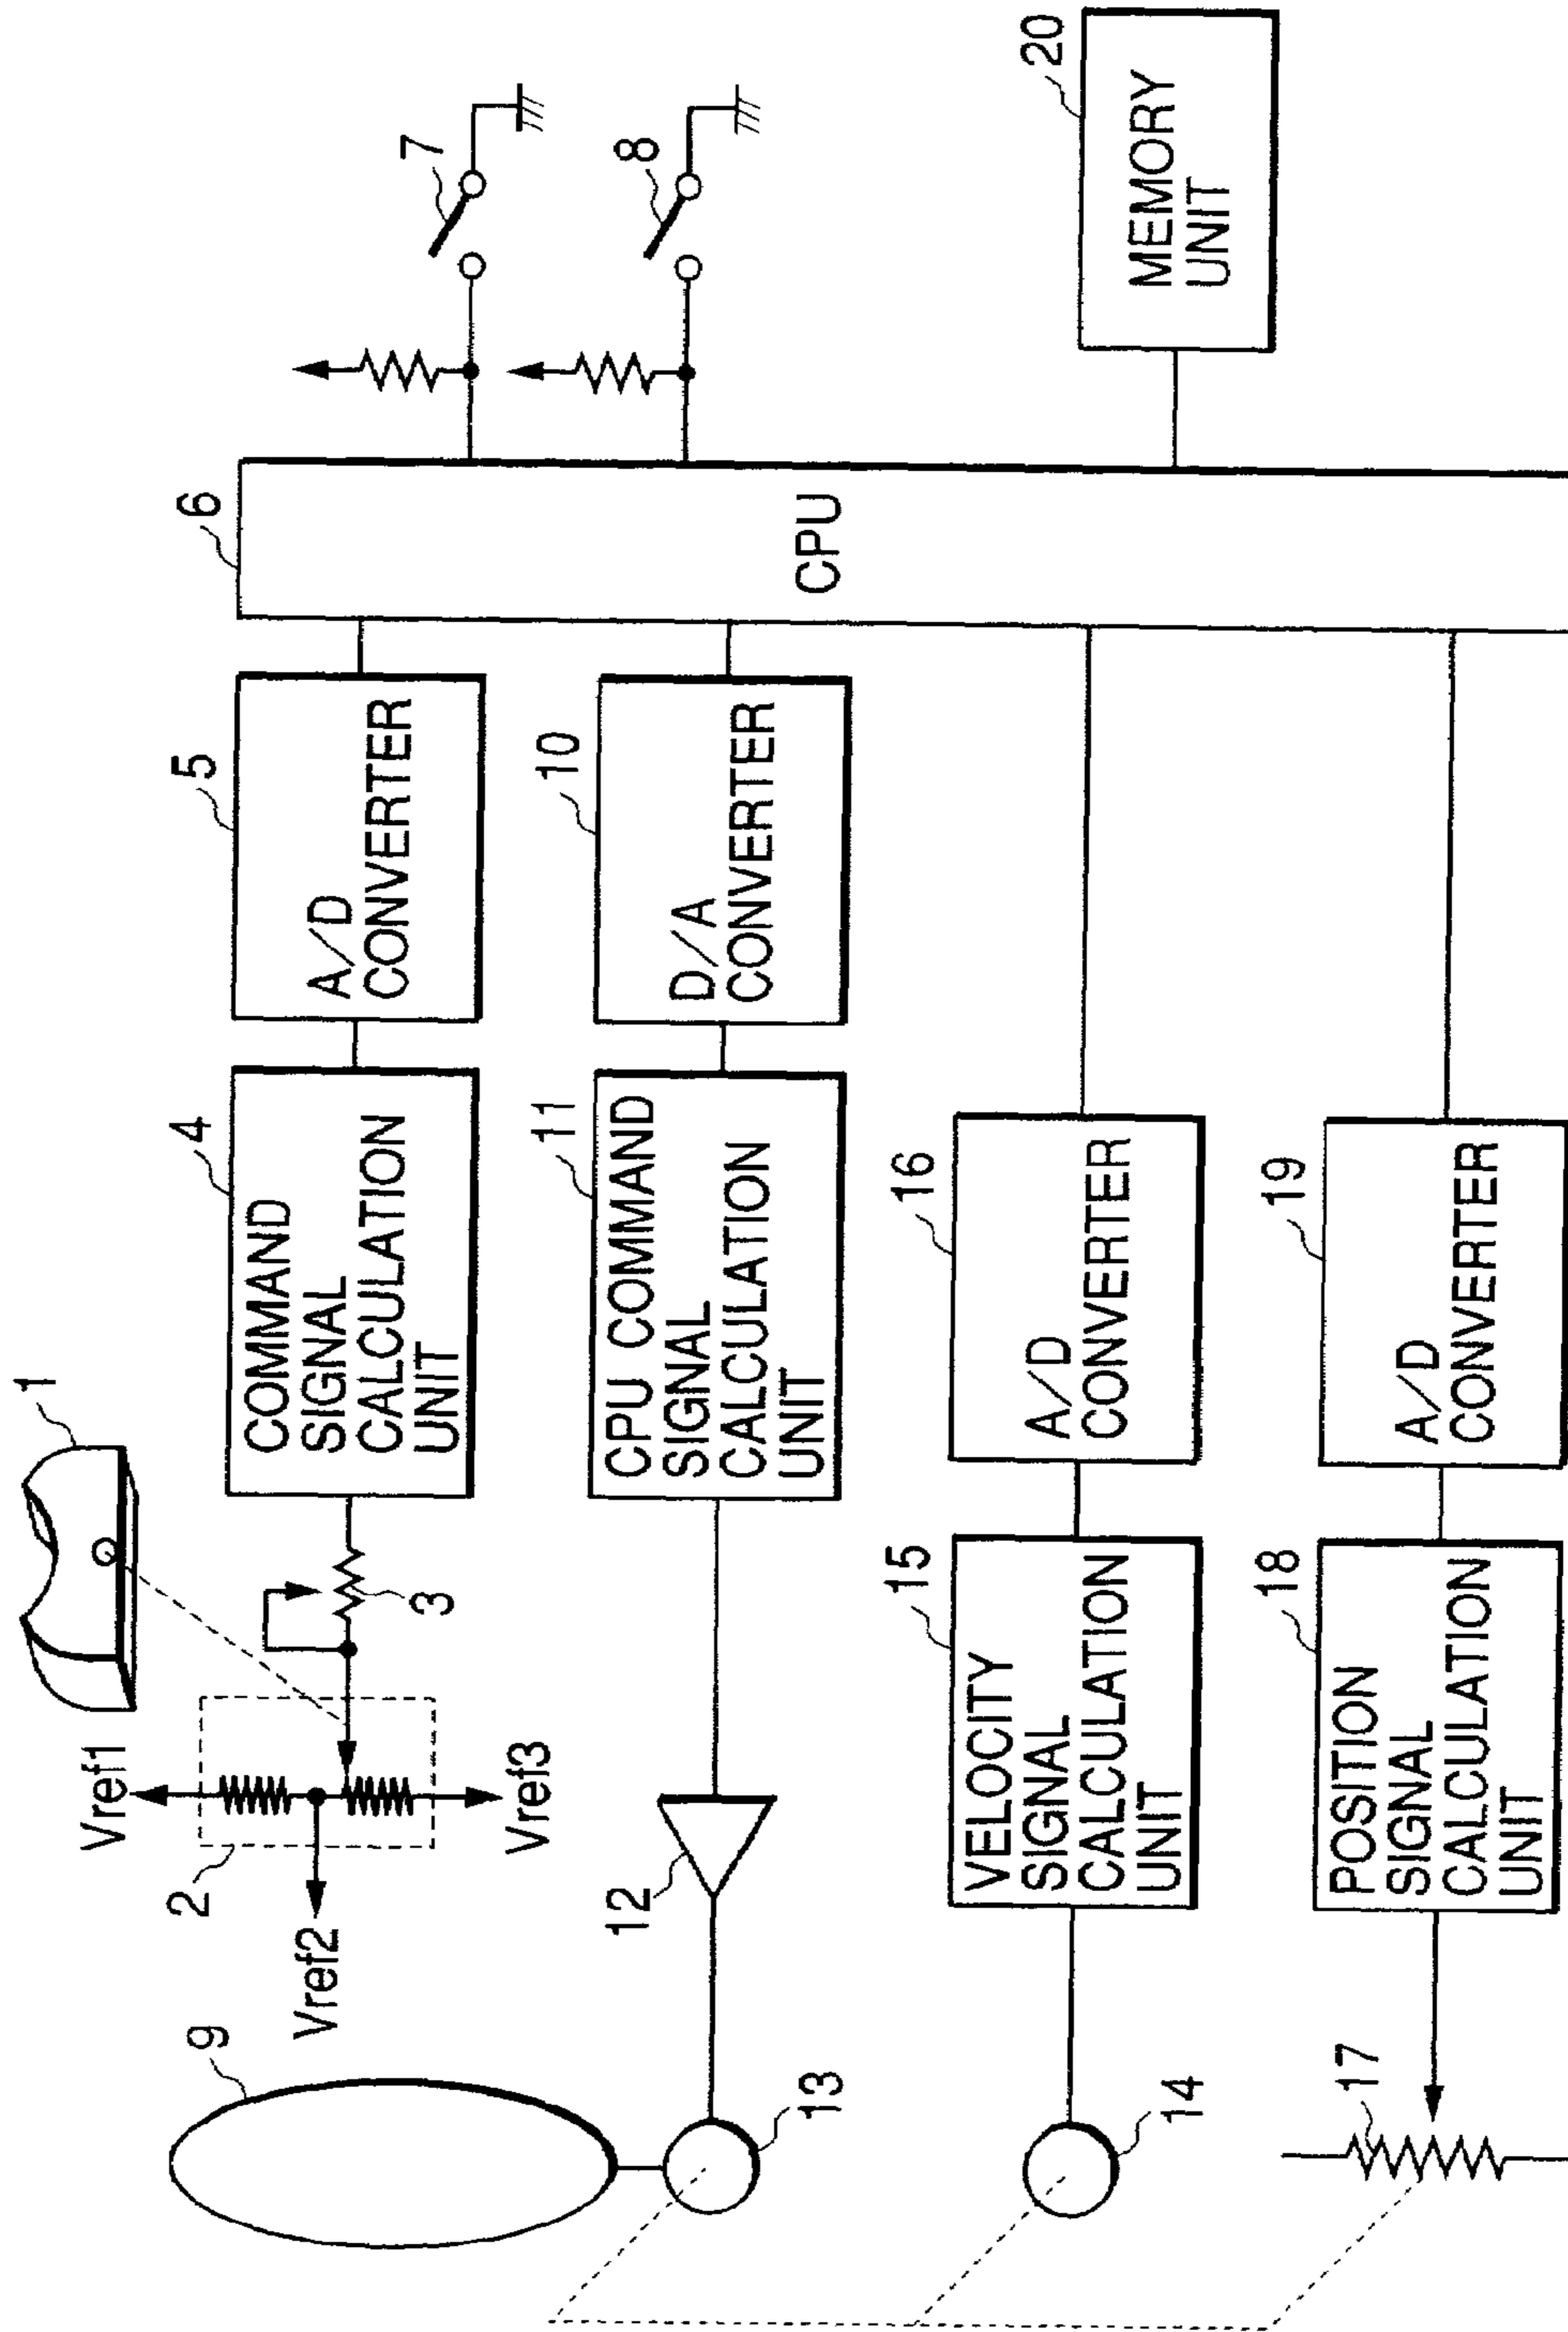 1
Vref1
2
Vref2
Vref3
3
4
COMMAND
SIGNAL
CALCULATION
UNIT
5
A/D
CONVERTER
6
CPU
7
8
9
10
D/A
CONVERTER
11
CPU COMMAND
SIGNAL
CALCULATION
UNIT
12
13
14
15
VELOCITY
SIGNAL
CALCULATION
UNIT
16
A/D
CONVERTER
17
18
POSITION
SIGNAL
CALCULATION
UNIT
19
A/D
CONVERTER
20
MEMORY
UNIT